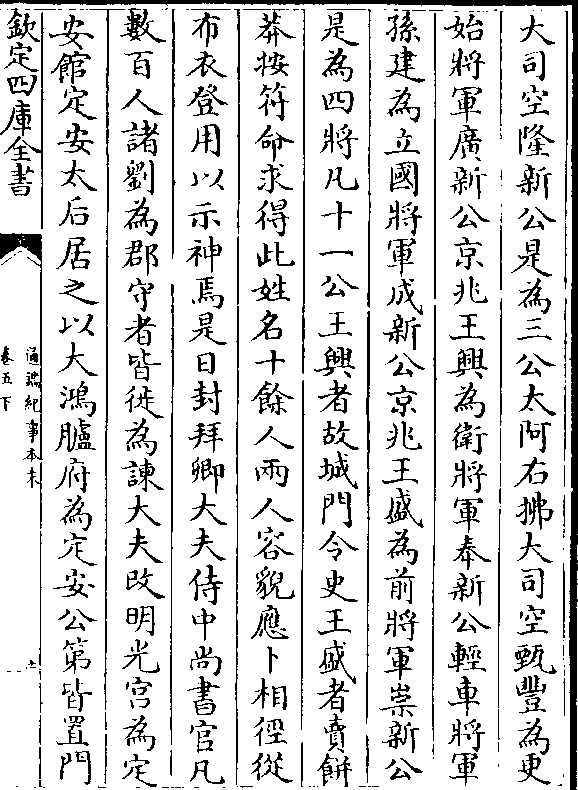 大司空隆新公是為三公太阿右拂大司空甄豐為更
始將軍廣新公京兆王興為衛將軍奉新公輕車將軍
孫建為立國將軍成新公京兆王盛為前將軍崇新公
是為四將凡十一公王興者故城門令史王盛者賣餅
莽按符命求得此姓名十餘人兩人容貌應卜相徑從
布衣登用以示神焉是日封拜卿大夫侍中尚書官凡
數百人諸劉為郡守者皆徙為諫大夫改明光宮為定
安館定安太后居之以大鴻臚府為定安公第皆置門
欽定四庫全書
通鑑紀事本末
卷五下